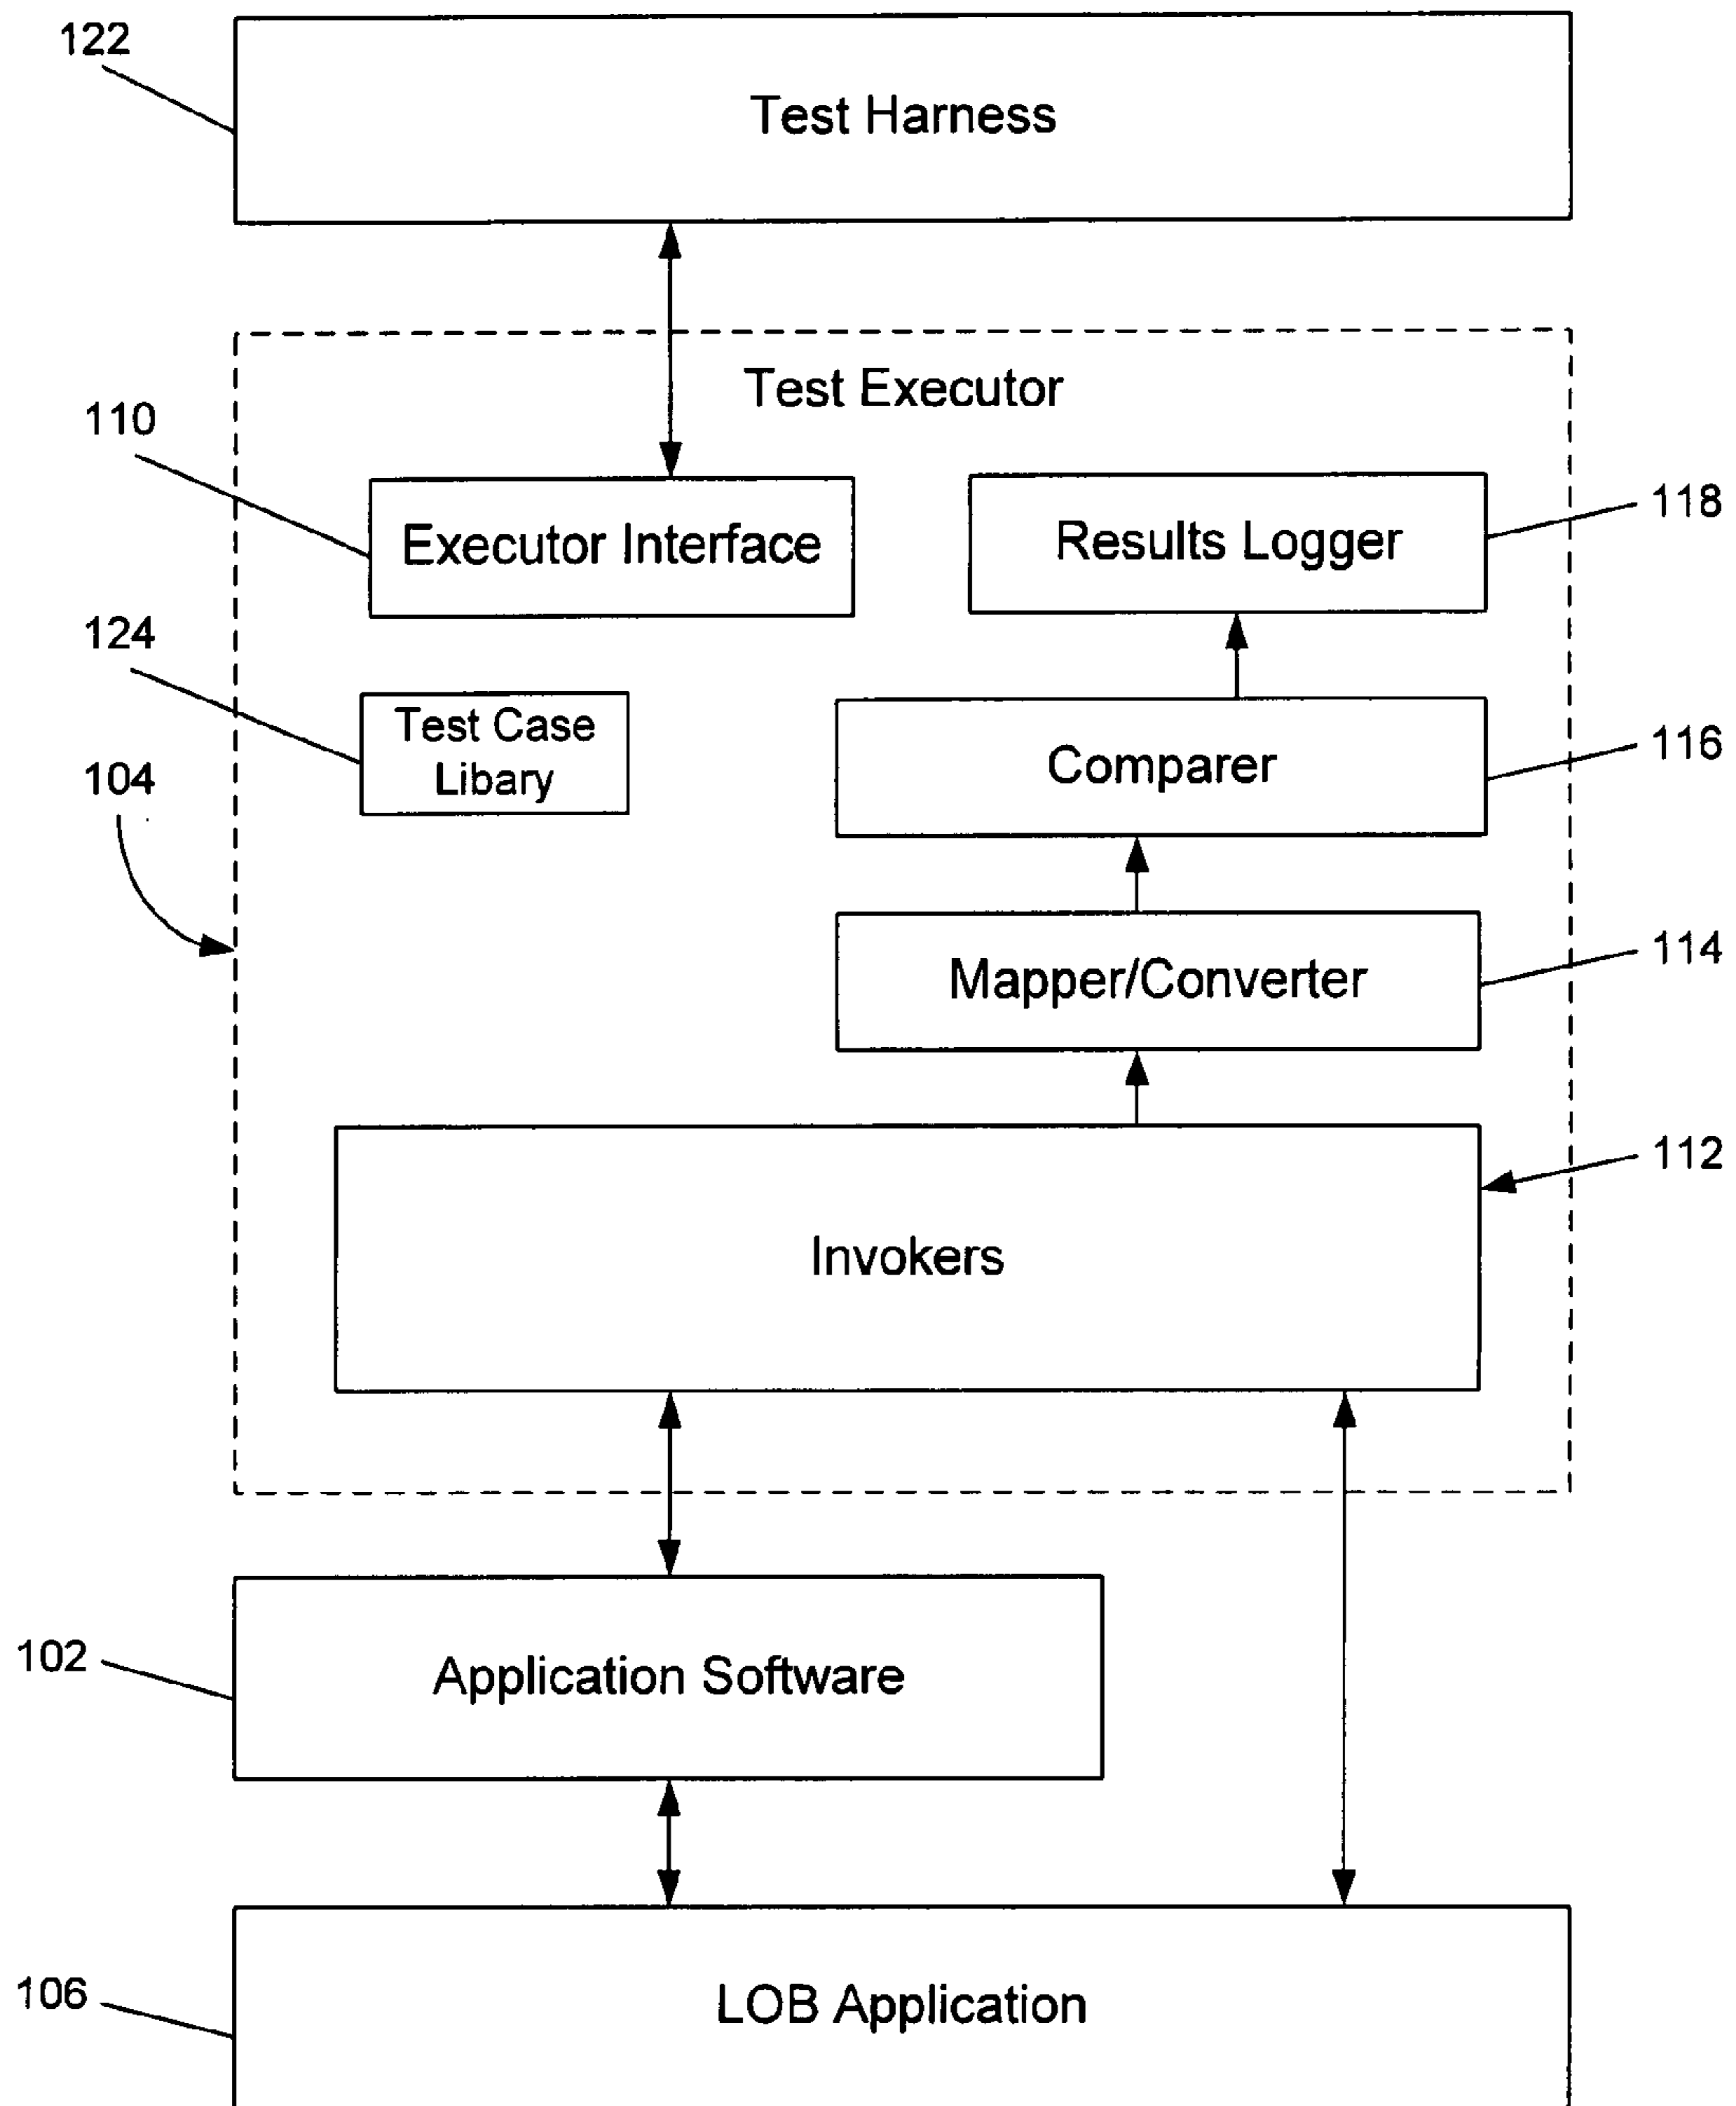 122
Test Harness
Test Executor
110
Executor Interface
Results Logger
118
124
Test Case
Libary
Comparer
116
104
Mapper/Converter
114
112
Invokers
102
Application Software
106
LOB Application